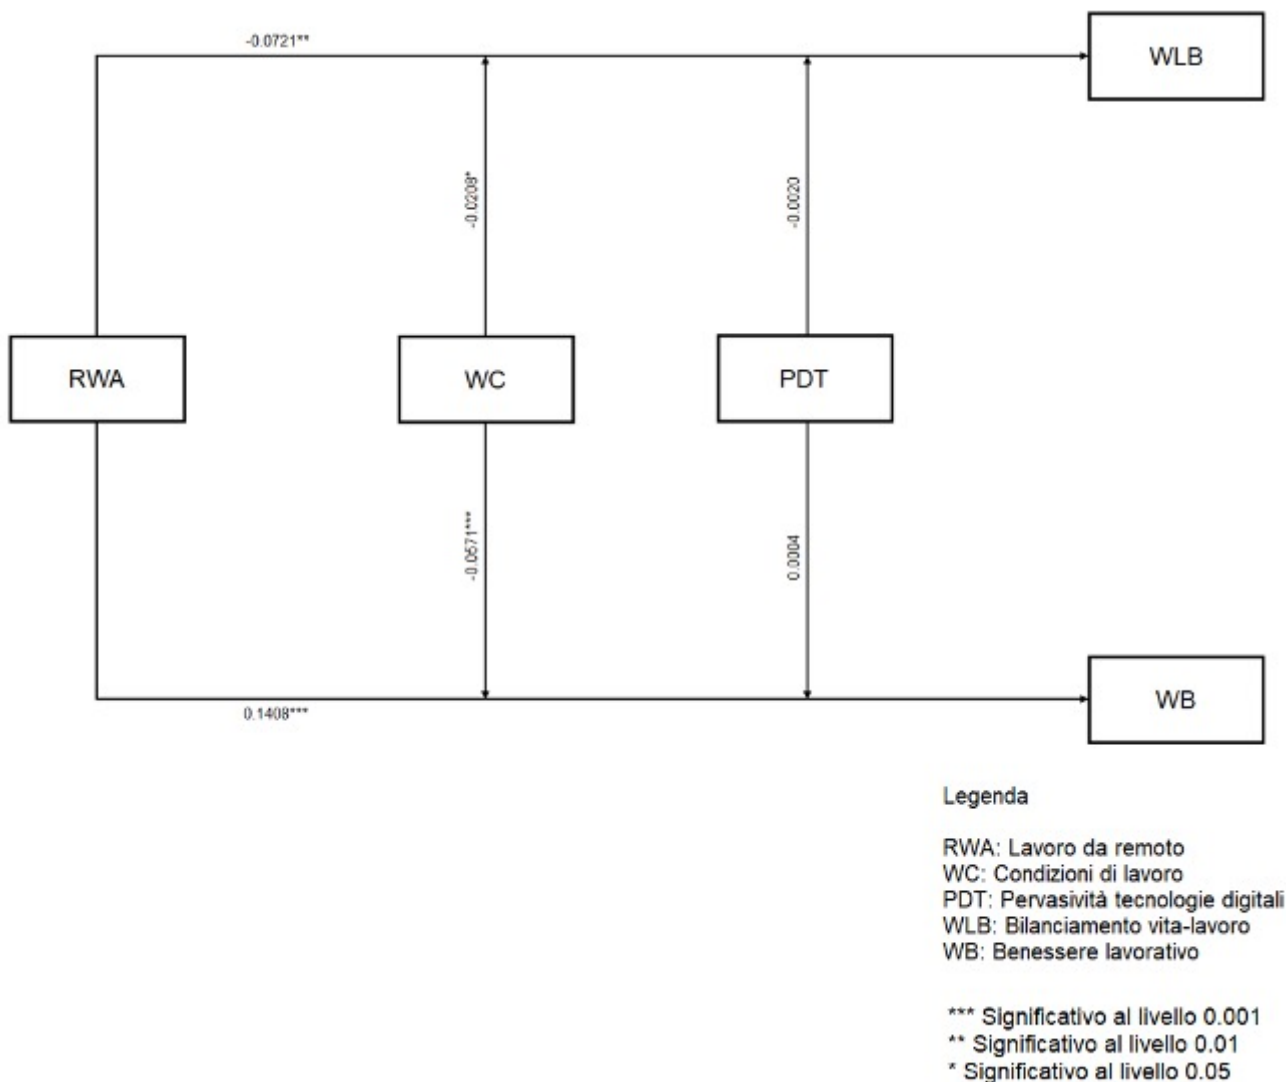 -0.0721**
WLB
-0.0208*
-0.0020
RWA
WC
PDT
-0.0571***
0.0004
0.1408***
WB
Legenda
RWA: Lavoro da remoto
WC: Condizioni di lavoro
PDT: Pervasività tecnologie digitali
WLB: Bilanciamento vita-lavoro
WB: Benessere lavorativo
*** Significativo al livello 0.001
** Significativo al livello 0.01
* Significativo al livello 0.05